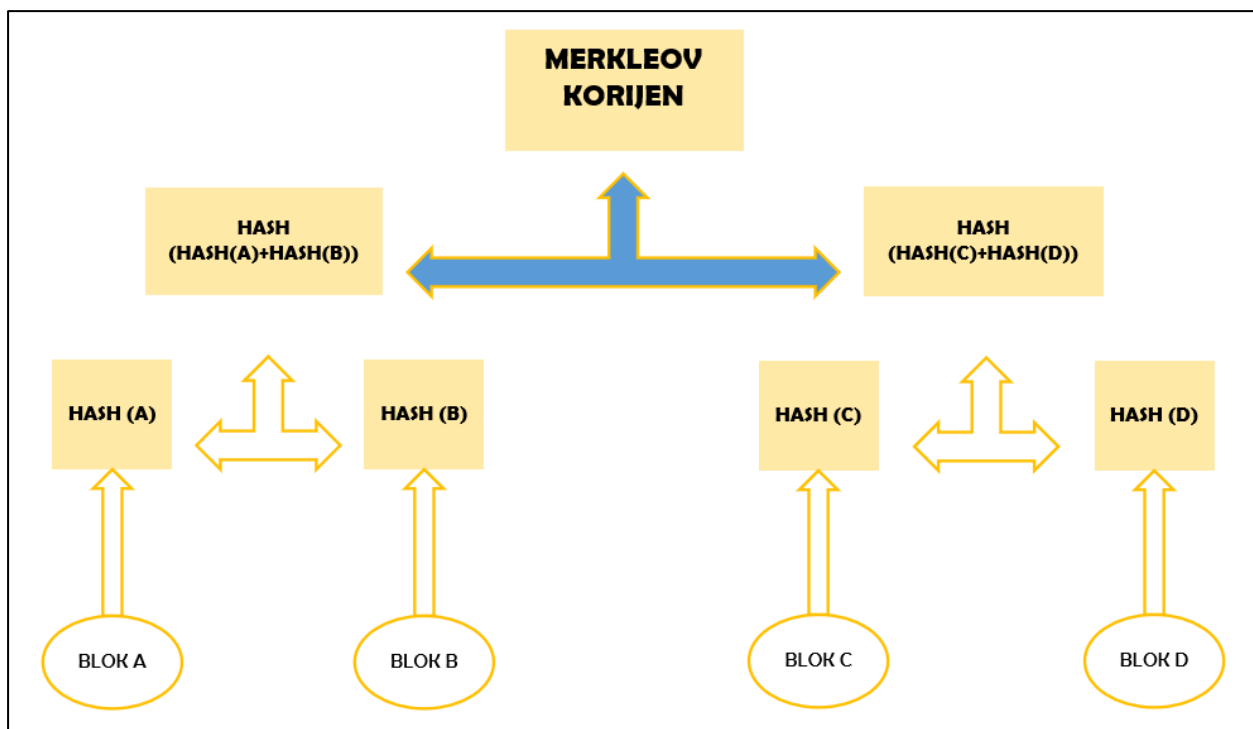 MERKLEOV
KORIJEN
HASH
(HASH(A)+HASH(B))
HASH
(HASH(C)+HASH(D))
HASH (A)
HASH (B)
HASH (C)
HASH (D)
BLOK A
BLOK B
BLOK C
BLOK D